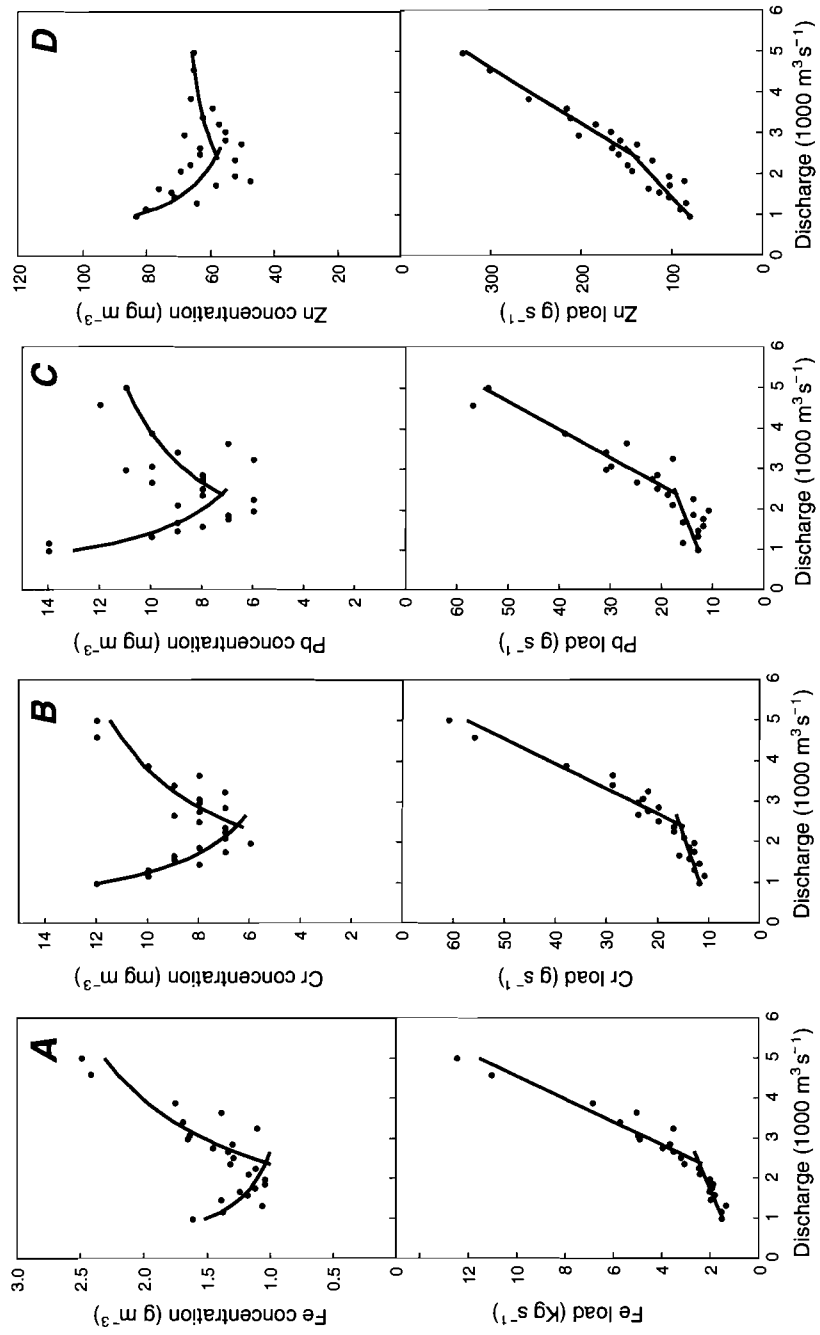 A
Fe concentration (g m⁻³)
3.0
2.5
2.0
1.5
1.0
0.5
0
Fe load (Kg s⁻¹)
12
10
8
6
4
2
0
0 1 2 3 4 5 6
Discharge (1000 m³ s⁻¹)
B
Cr concentration (mg m⁻³)
14
12
10
8
6
4
2
0
Cr load (g s⁻¹)
60
50
40
30
20
10
0
0 1 2 3 4 5 6
Discharge (1000 m³ s⁻¹)
C
Pb concentration (mg m⁻³)
14
12
10
8
6
4
2
0
Pb load (g s⁻¹)
60
50
40
30
20
10
0
0 1 2 3 4 5 6
Discharge (1000 m³ s⁻¹)
D
Zn concentration (mg m⁻³)
120
100
80
60
40
20
0
Zn load (g s⁻¹)
300
200
100
0
0 1 2 3 4 5 6
Discharge (1000 m³ s⁻¹)